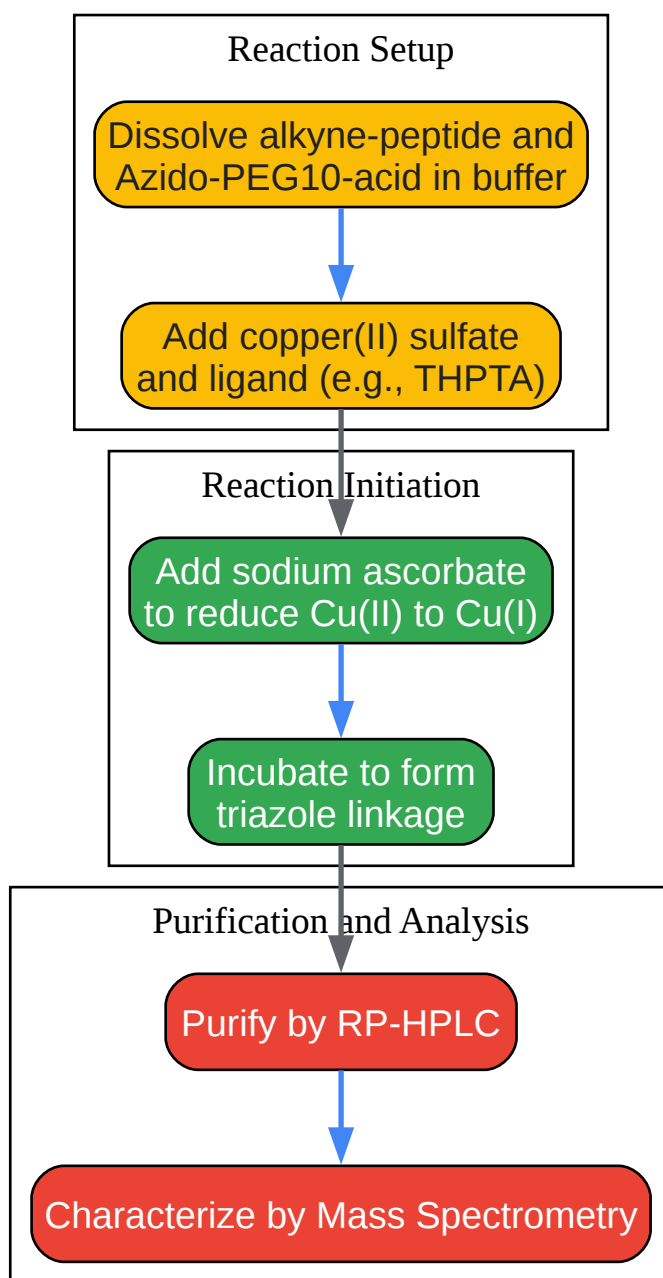 Reaction Setup
Dissolve alkyne-peptide and
Azido-PEG10-acid in buffer
Add copper(II) sulfate
and ligand (e.g., THPTA)
Reaction Initiation
Add sodium ascorbate
to reduce Cu(II) to Cu(I)
Incubate to form
triazole linkage
Purification and Analysis
Purify by RP-HPLC
Characterize by Mass Spectrometry